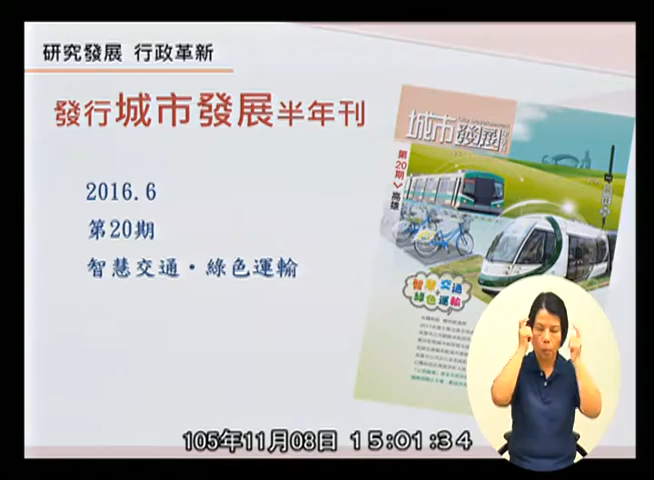 研究發展 行政革新
發行城市發展半年刊
2016.6
第20期
智慧交通・綠色運輸
城市發展
第20期
高雄
智慧交通
綠色運輸
105年11月08日 15:01:34